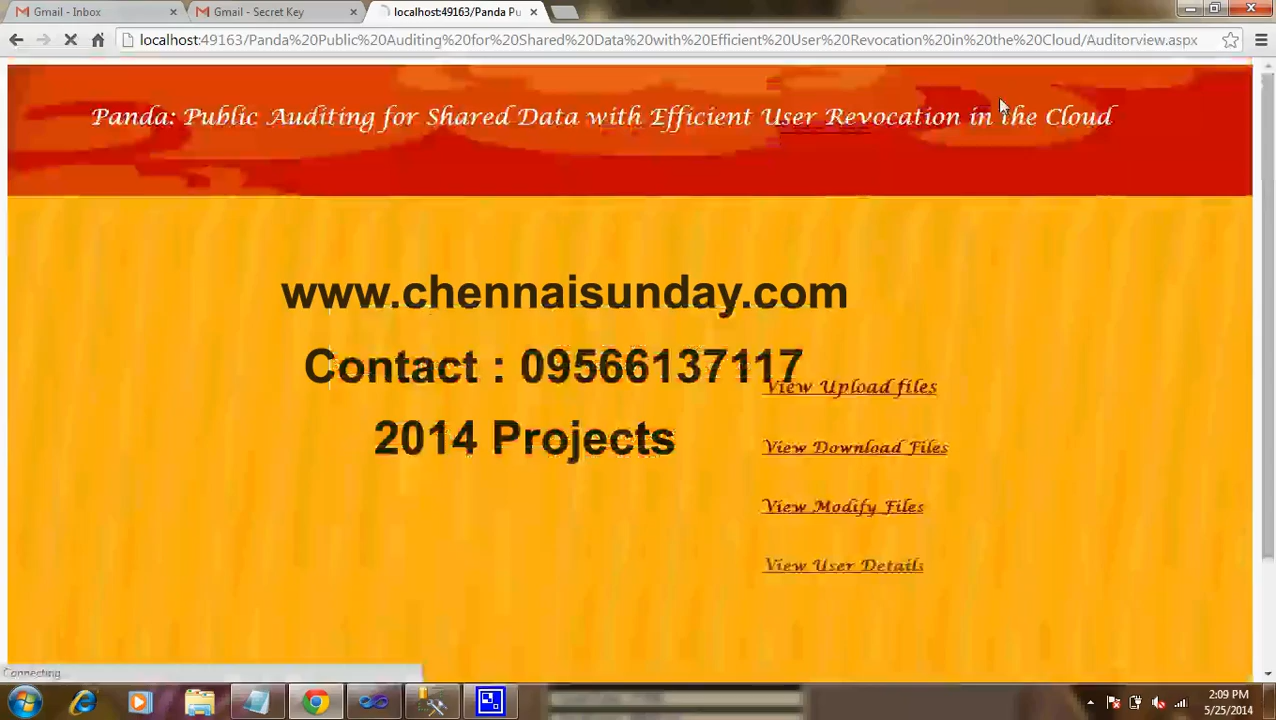 Gmail - Inbox
Gmail - Secret Key
localhost:49163/Panda Pu
localhost:49163/Panda%20Public%20Auditing%20for%20Shared%20Data%20with%20Efficient%20User%20Revocation%20in%20the%20Cloud/Auditorview.aspx
Panda: Public Auditing for Shared Data with Efficient User Revocation in the Cloud
www.chennaisunday.com
Contact : 09566137117
2014 Projects
View Upload files
View Download Files
View Modify Files
View User Details
Connecting
2:09 PM
5/25/2014